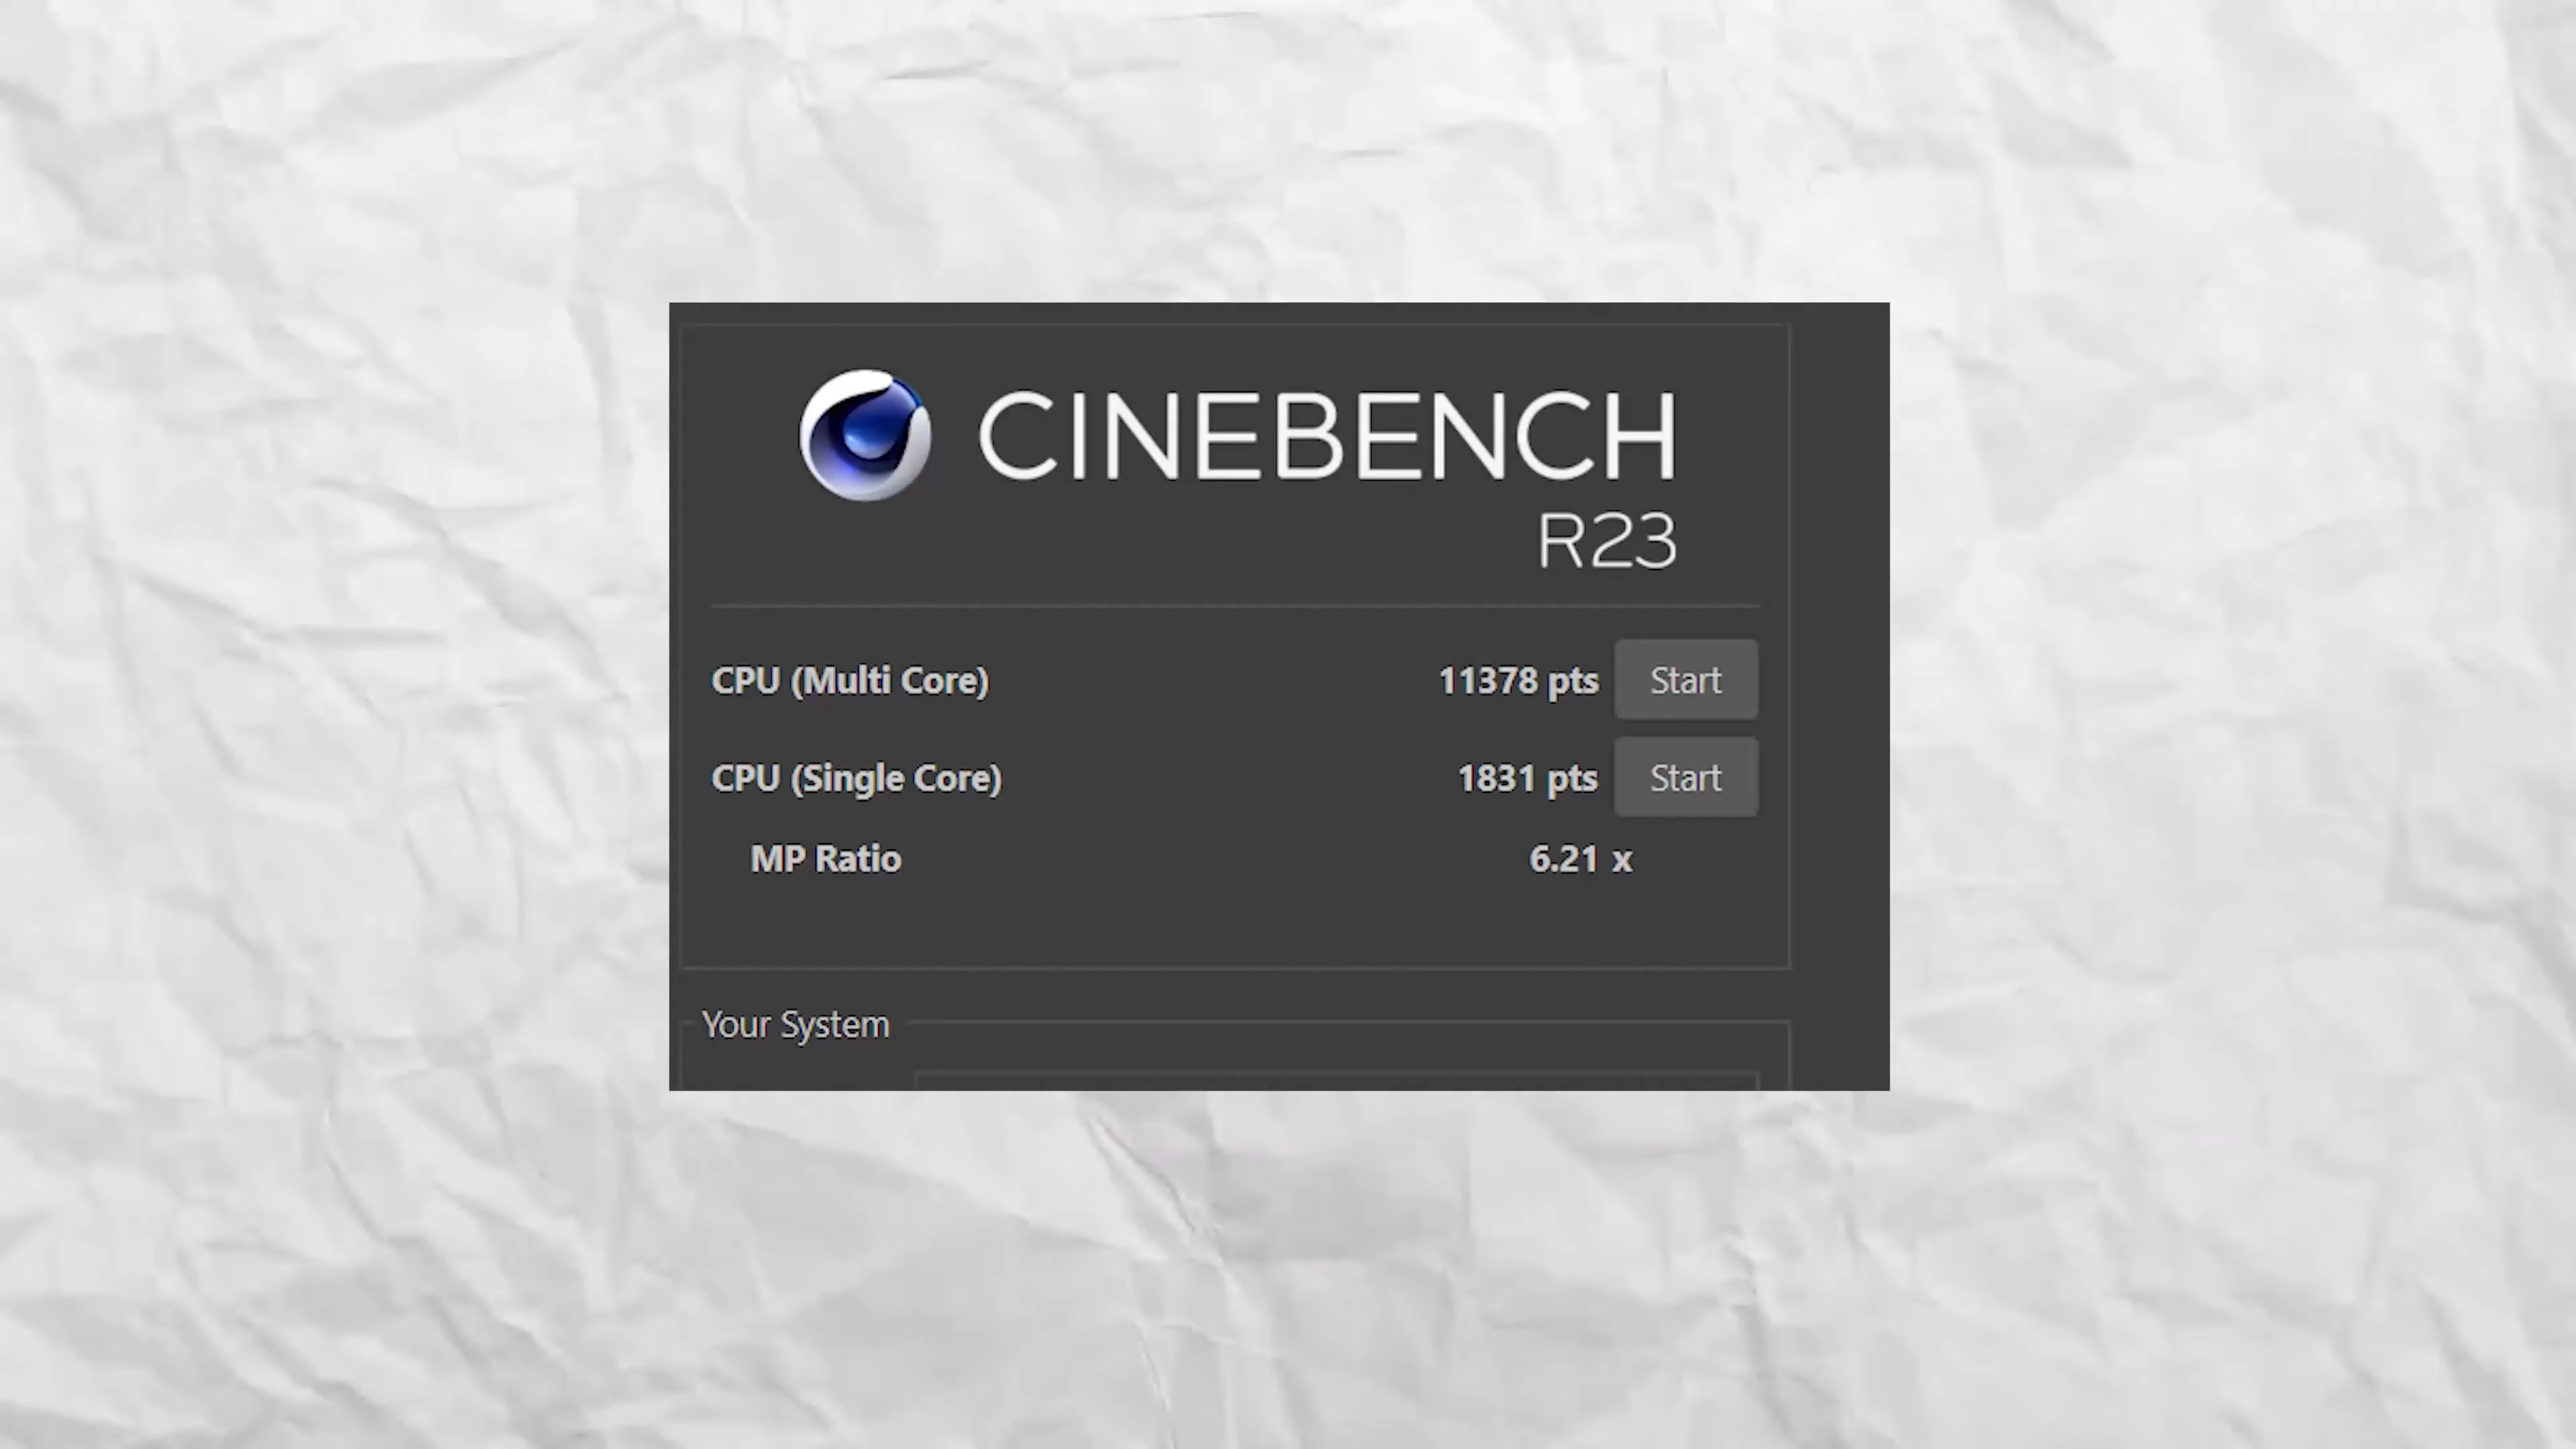 CINEBENCH
R23
CPU (Multi Core) 11378 pts Start
CPU (Single Core) 1831 pts Start
MP Ratio 6.21 x
Your System